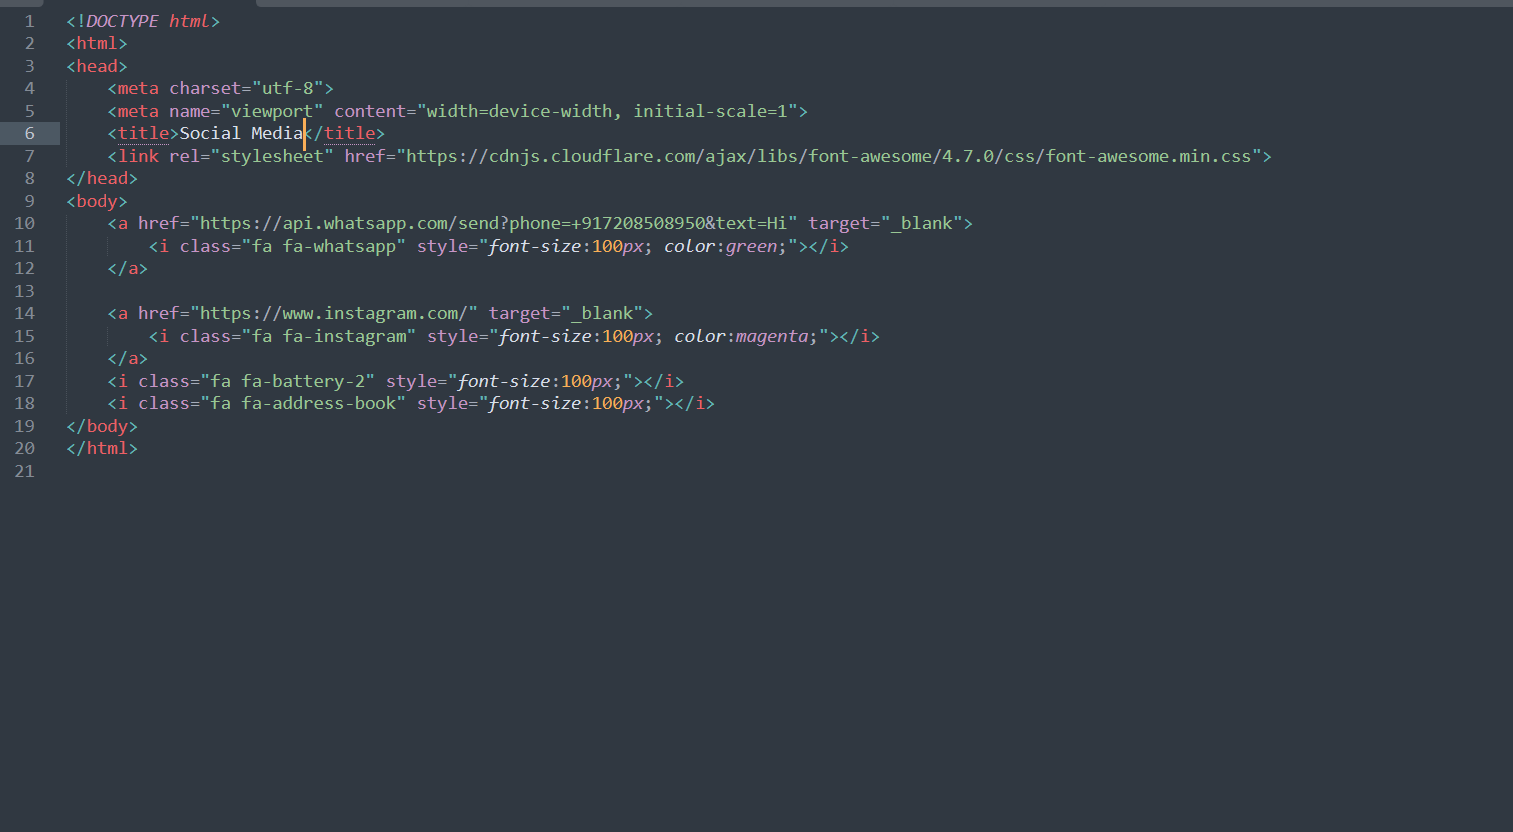 1 <!DOCTYPE html>
2 <html>
3 <head>
4     <meta charset="utf-8">
5     <meta name="viewport" content="width=device-width, initial-scale=1">
6     <title>Social Media</title>
7     <link rel="stylesheet" href="https://cdnjs.cloudflare.com/ajax/libs/font-awesome/4.7.0/css/font-awesome.min.css">
8 </head>
9 <body>
10     <a href="https://api.whatsapp.com/send?phone=+917208508950&text=Hi" target="_blank">
11         <i class="fa fa-whatsapp" style="font-size:100px; color:green;"></i>
12     </a>
13
14     <a href="https://www.instagram.com/" target="_blank">
15         <i class="fa fa-instagram" style="font-size:100px; color:magenta;"></i>
16     </a>
17     <i class="fa fa-battery-2" style="font-size:100px;"></i>
18     <i class="fa fa-address-book" style="font-size:100px;"></i>
19 </body>
20 </html>
21